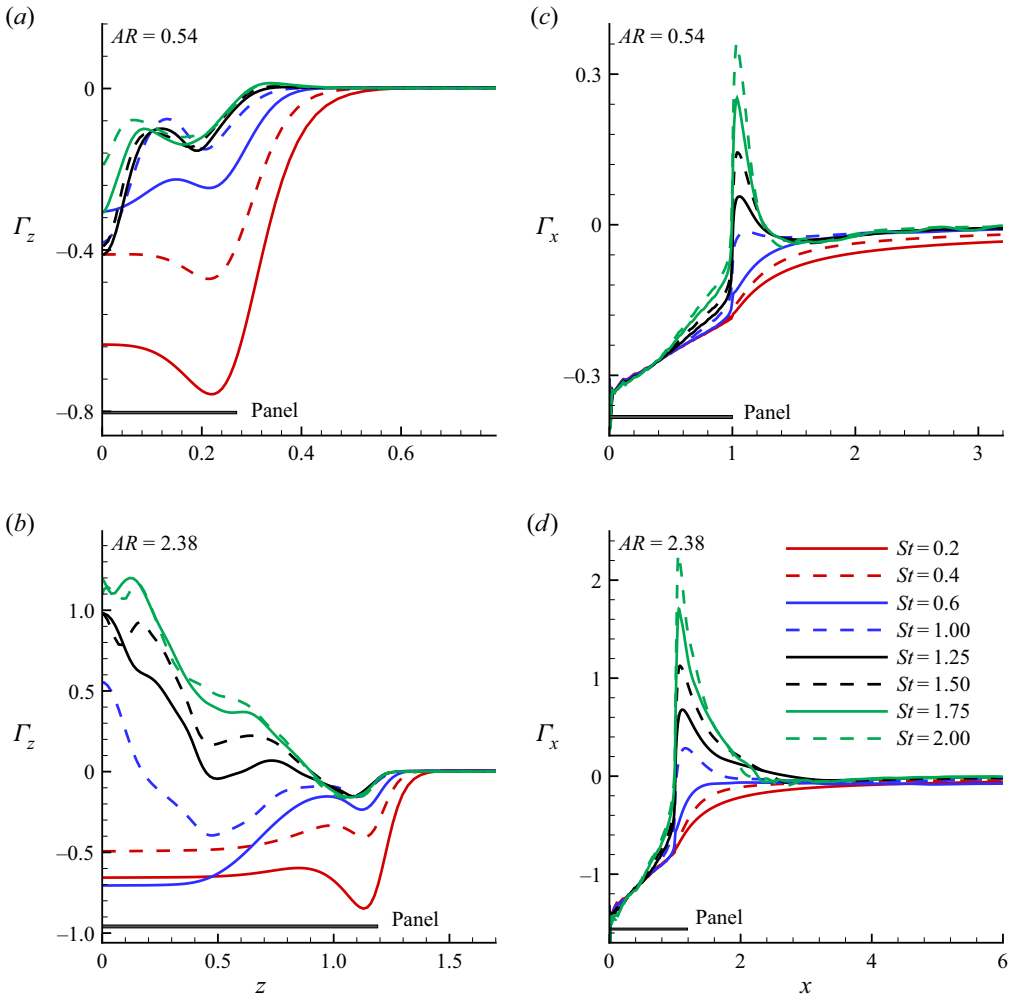 (a)
AR = 0.54
0
−0.4
−0.8
Γz
Panel
0 0.2 0.4 0.6
(c)
AR = 0.54
0.3
0
−0.3
Γx
Panel
0 1 2 3
(b)
AR = 2.38
1.0
0.5
0
−0.5
−1.0
Γz
Panel
0 0.5 1.0 1.5
z
(d)
AR = 2.38
2
1
0
−1
Γx
St = 0.2
St = 0.4
St = 0.6
St = 1.00
St = 1.25
St = 1.50
St = 1.75
St = 2.00
Panel
0 2 4 6
x